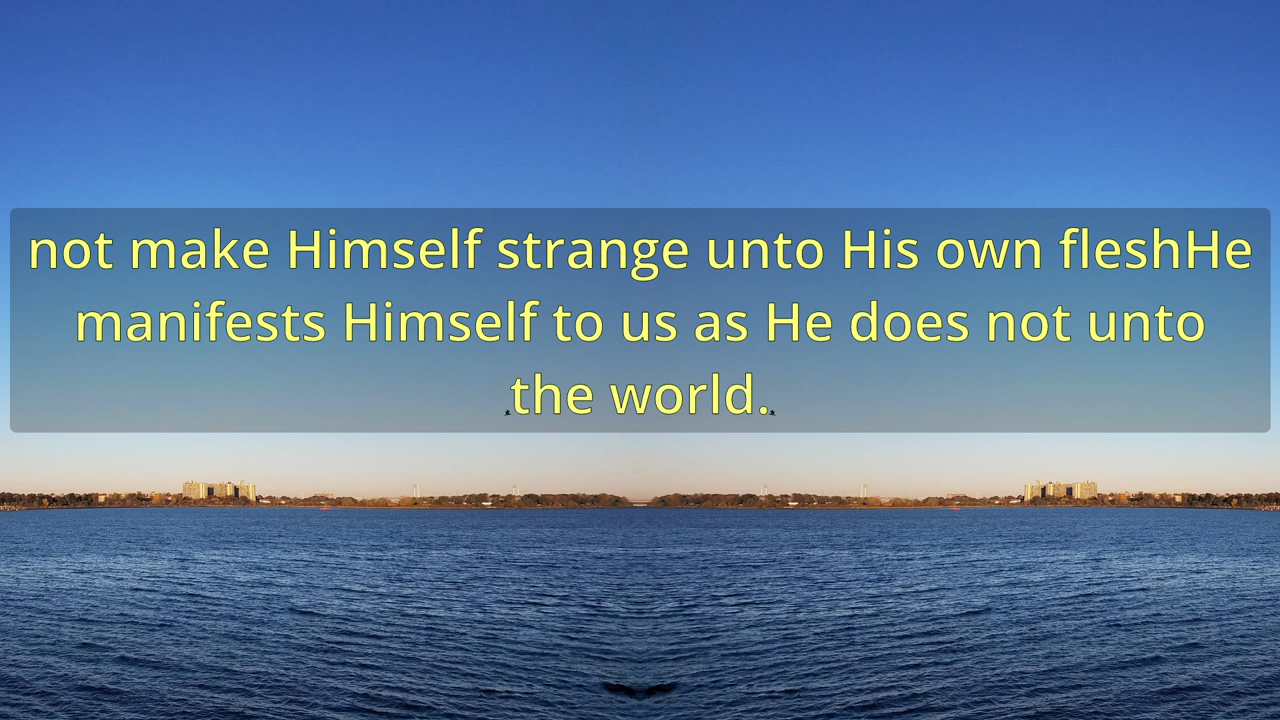 not make Himself strange unto His own fleshHe
manifests Himself to us as He does not unto
the world.